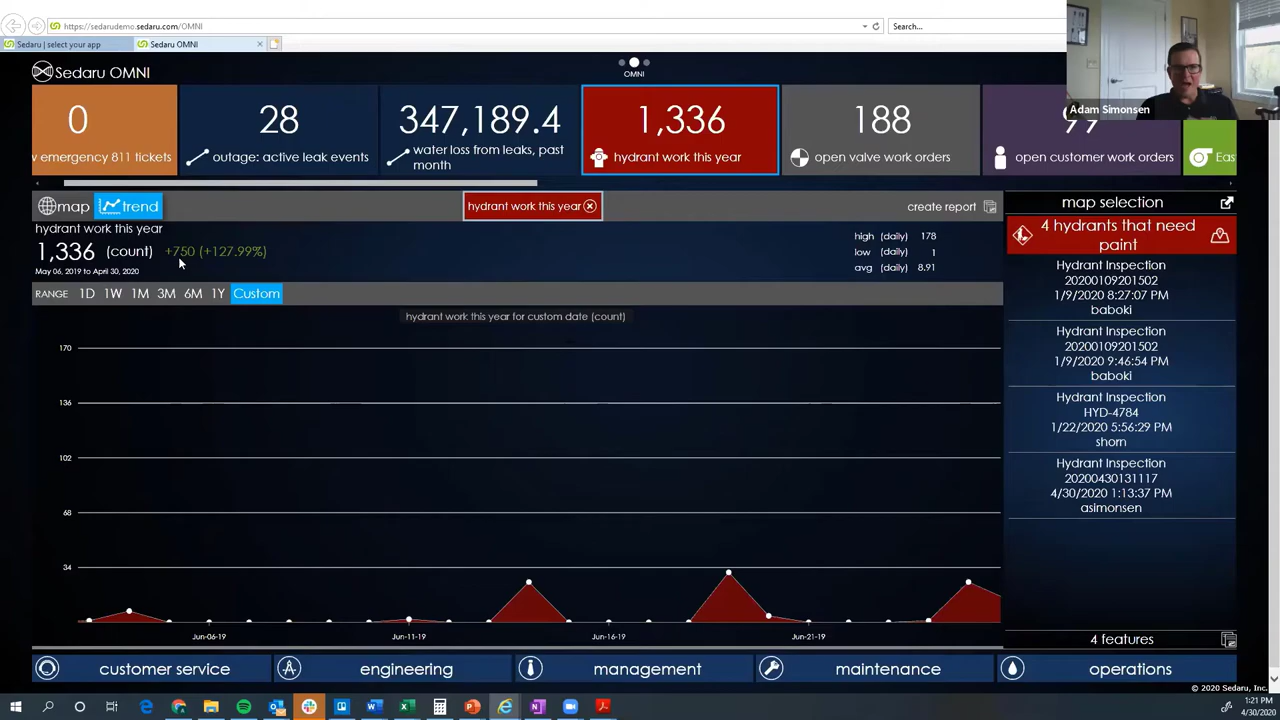 https://sedarudemo.sedaru.com/OMNI
Search...
Sedaru | select your app
Sedaru OMNI
Sedaru OMNI
OMNI
Adam Simonsen
0
emergency 811 tickets
28
outage: active leak events
347,189.4
water loss from leaks, past
month
1,336
hydrant work this year
188
open valve work orders
open customer work orders
Eas
map
trend
hydrant work this year
create report
map selection
hydrant work this year
1,336 (count) +750 (+127.99%)
May 06, 2019 to April 30, 2020
high (daily) 178
low (daily) 1
avg (daily) 8.91
RANGE 1D 1W 1M 3M 6M 1Y Custom
hydrant work this year for custom date (count)
170
136
102
68
34
Jun-06-19
Jun-11-19
Jun-16-19
Jun-21-19
4 hydrants that need
paint
Hydrant Inspection
20200109201502
1/9/2020 8:27:07 PM
baboki
Hydrant Inspection
20200109201502
1/9/2020 9:46:54 PM
baboki
Hydrant Inspection
HYD-4784
1/22/2020 5:56:29 PM
shorn
Hydrant Inspection
20200430131117
4/30/2020 1:13:37 PM
asimonsen
4 features
customer service
engineering
management
maintenance
operations
© 2020 Sedaru, Inc.
1:21 PM
4/30/2020